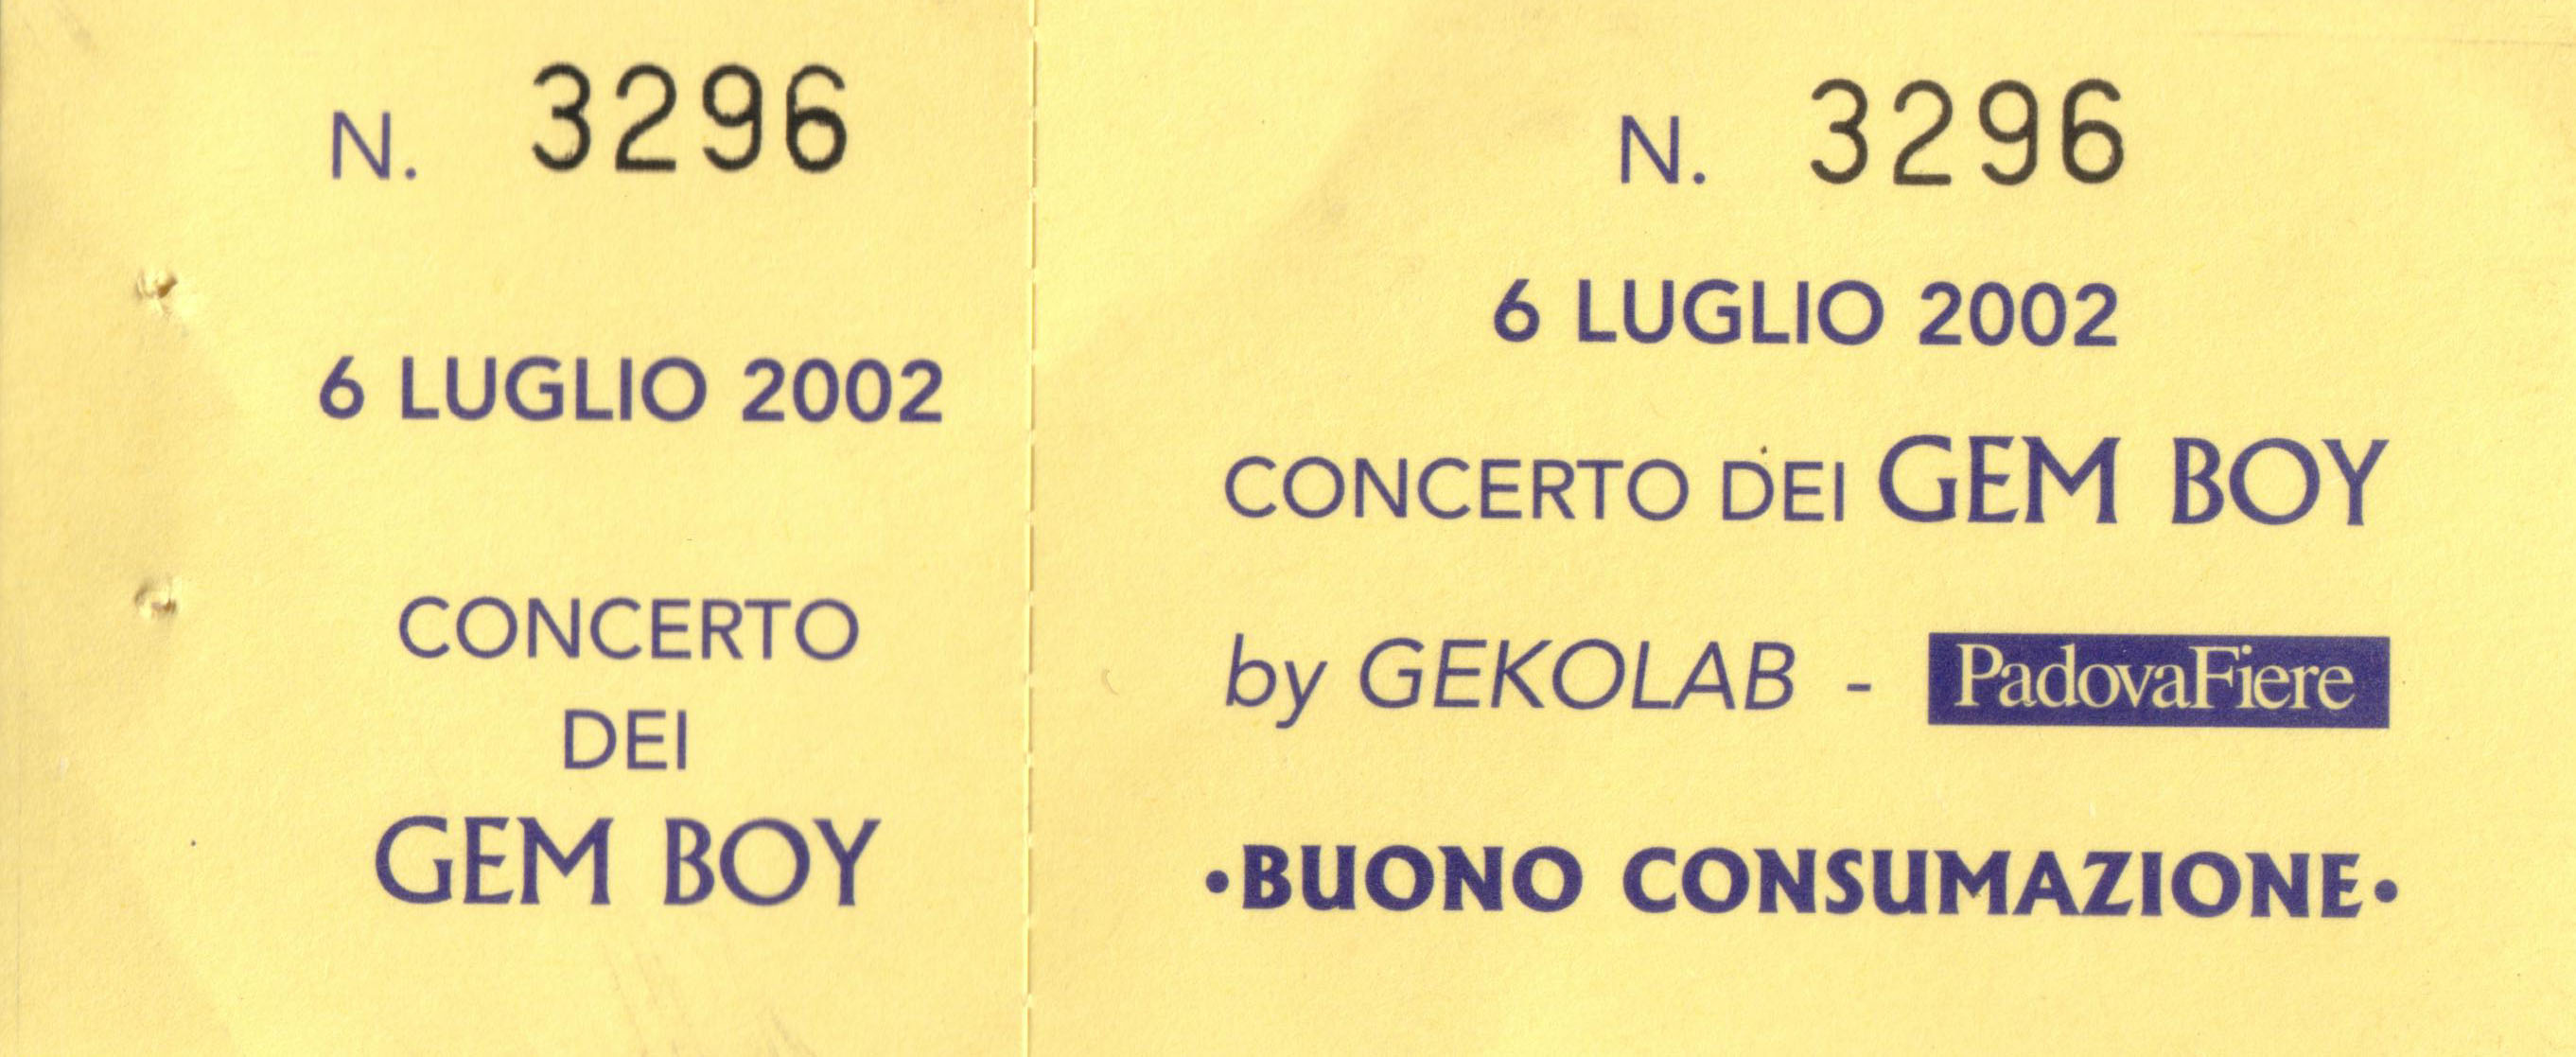 N. 3296
6 LUGLIO 2002
CONCERTO
DEI
GEM BOY
N. 3296
6 LUGLIO 2002
CONCERTO DEI GEM BOY
by GEKOLAB - PadovaFiere
•BUONO CONSUMAZIONE•